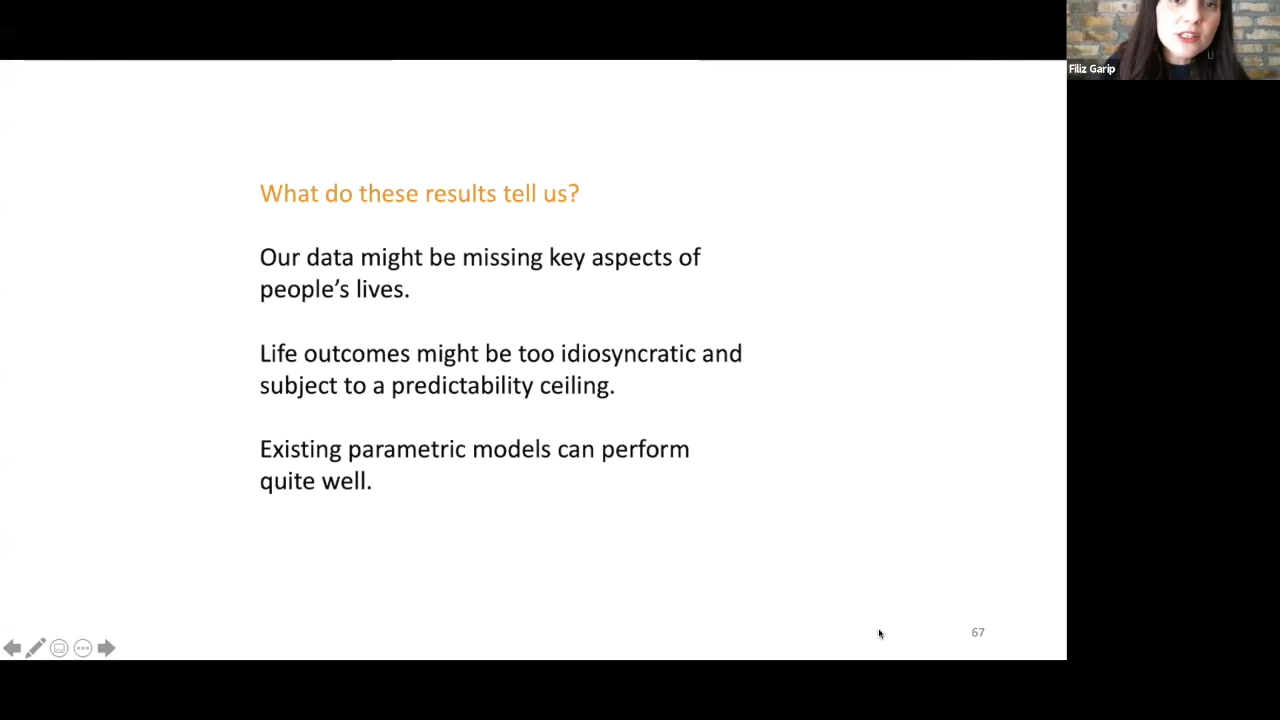 Filiz Garip
What do these results tell us?
Our data might be missing key aspects of
people’s lives.
Life outcomes might be too idiosyncratic and
subject to a predictability ceiling.
Existing parametric models can perform
quite well.
67